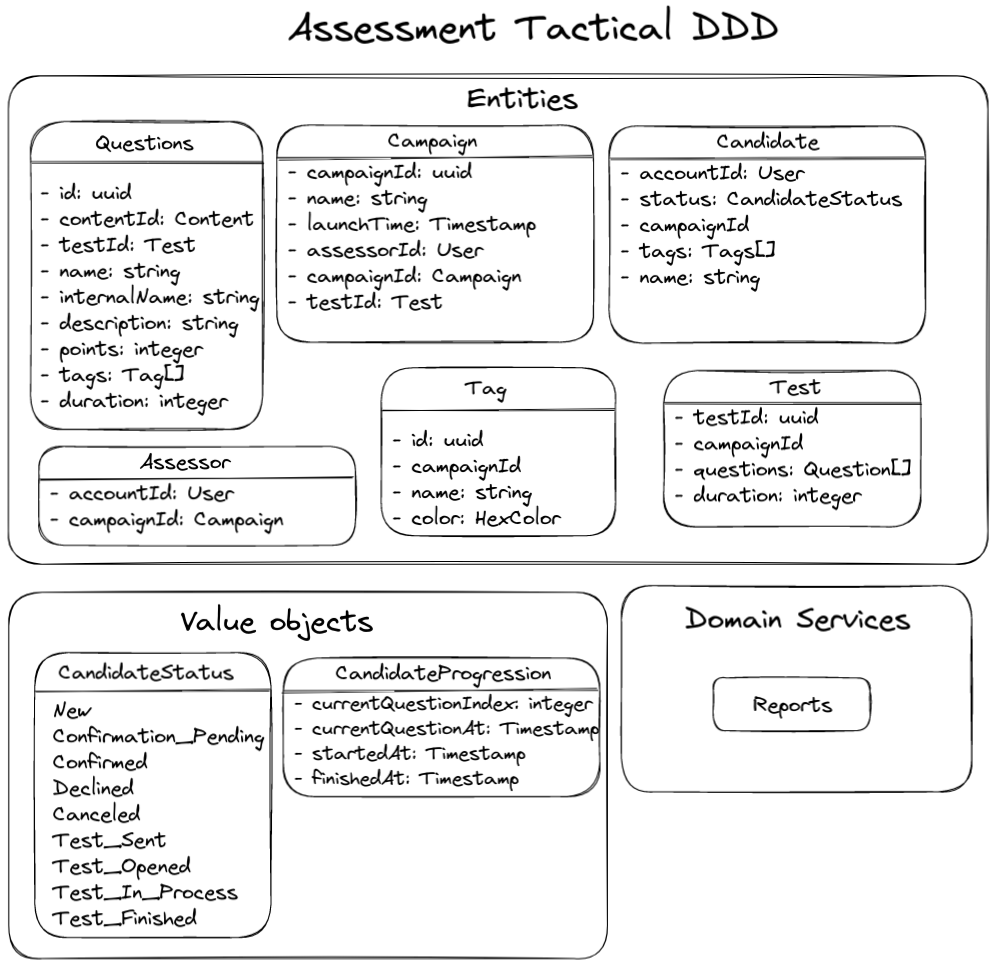 Assessment Tactical DDD
Entities
Questions
- id: uuid
- contentId: Content
- testId: Test
- name: string
- internalName: string
- description: string
- points: integer
- tags: Tag[]
- duration: integer
Campaign
- campaignId: uuid
- name: string
- launchTime: Timestamp
- assessorId: User
- campaignId: Campaign
- testId: Test
Candidate
- accountId: User
- status: CandidateStatus
- campaignId
- tags: Tags[]
- name: string
Assessor
- accountId: User
- campaignId: Campaign
Tag
- id: uuid
- campaignId
- name: string
- color: HexColor
Test
- testId: uuid
- campaignId
- questions: Question[]
- duration: integer
Value objects
CandidateStatus
New
Confirmation_Pending
Confirmed
Declined
Canceled
Test_Sent
Test_Opened
Test_In_Process
Test_Finished
CandidateProgression
- currentQuestionIndex: integer
- currentQuestionAt: Timestamp
- startedAt: Timestamp
- finishedAt: Timestamp
Domain Services
Reports